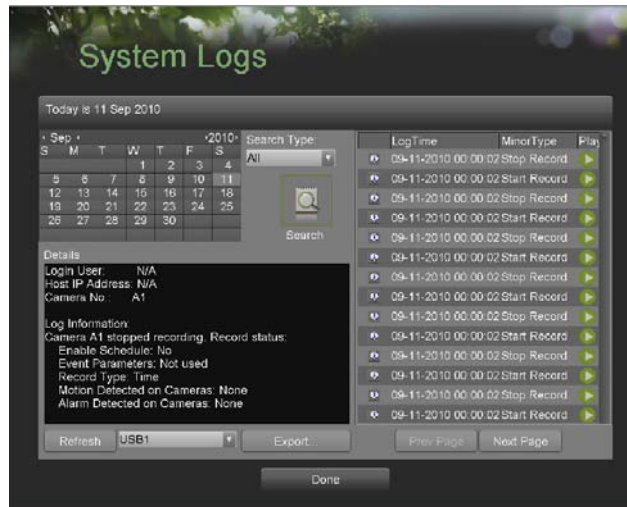 System Logs
Today is 11 Sep 2010
Sep 2010
S M T W T F S
1 2 3 4
5 6 7 8 9 10 11
12 13 14 15 16 17 18
19 20 21 22 23 24 25
26 27 28 29 30
Search Type:
All
Search
Details
Login User: N/A
Host IP Address: N/A
Camera No.: A1
Log Information:
Camera A1 stopped recording. Record status:
Enable Schedule: No
Event Parameters: Not used
Record Type: Time
Motion Detected on Cameras: None
Alarm Detected on Cameras: None
LogTime MinorType Play
09-11-2010 00:00:02 Stop Record
09-11-2010 00:00:02 Start Record
09-11-2010 00:00:02 Stop Record
09-11-2010 00:00:02 Start Record
09-11-2010 00:00:02 Stop Record
09-11-2010 00:00:02 Start Record
09-11-2010 00:00:02 Stop Record
09-11-2010 00:00:02 Start Record
09-11-2010 00:00:02 Stop Record
09-11-2010 00:00:02 Start Record
09-11-2010 00:00:02 Stop Record
09-11-2010 00:00:02 Start Record
09-11-2010 00:00:02 Stop Record
09-11-2010 00:00:02 Start Record
Refresh USB1 Export... Prev Page Next Page
Done